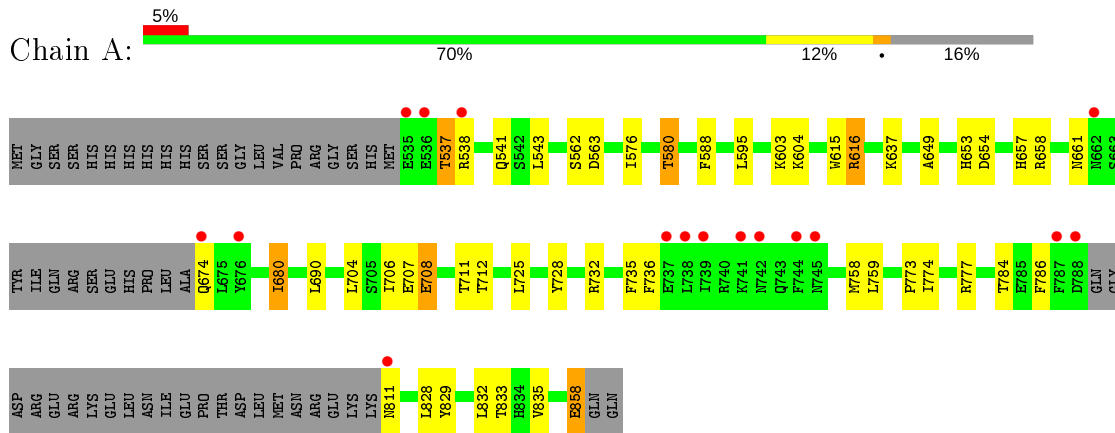 5%
Chain A:
70% 12% • 16%
MET GLY SER SER HIS HIS HIS HIS HIS HIS SER SER GLY LEU VAL PRO ARG GLY SER HIS MET E535 E536 T537 R538 Q541 S542 L543 S562 D563 I576 T580 F588 L595 K603 K604 W615 R616 K637 A649 H653 D654 H657 R658 N661 N662 S663
TYR ILE GLN ARG SER GLU HIS PRO LEU ALA Q674 L675 Y676 I680 L690 L704 S705 I706 E707 E708 T711 T712 L725 Y728 R732 F735 F736 E737 L738 I739 R740 K741 N742 Q743 F744 N745 M758 L759 P773 I774 R777 T784 E785 F786 F787 D788 GLN GLY
ASP ARG GLU ARG LYS GLU LEU ASN ILE GLU PRO THR ASP LEU MET ASN ARG GLU LYS LYS N811 L828 Y829 L832 T833 H834 V835 E858 GLN GLN